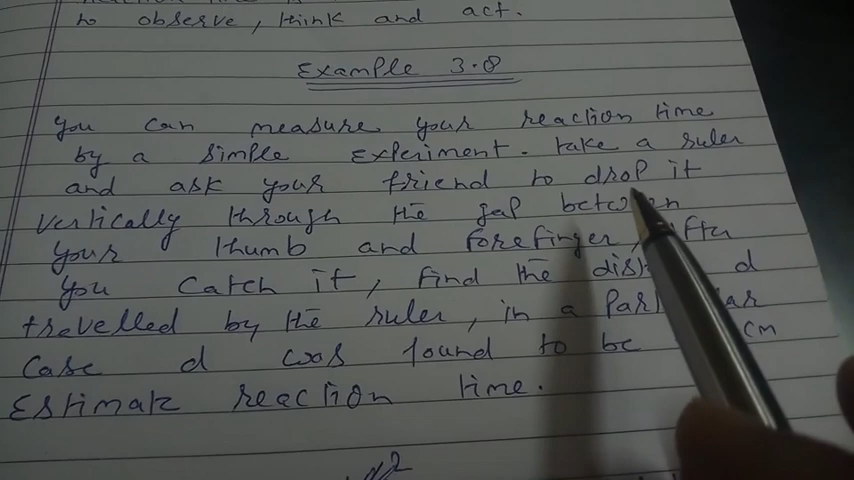 to observe, think and act.
Example 3.8
You can measure your reaction time
by a simple experiment. take a ruler
and ask your friend to drop it
vertically through the gap between
your thumb and forefinger, After
you catch it, find the d
travelled by the ruler, in a
Case d was found to be cm
Estimate reaction time.